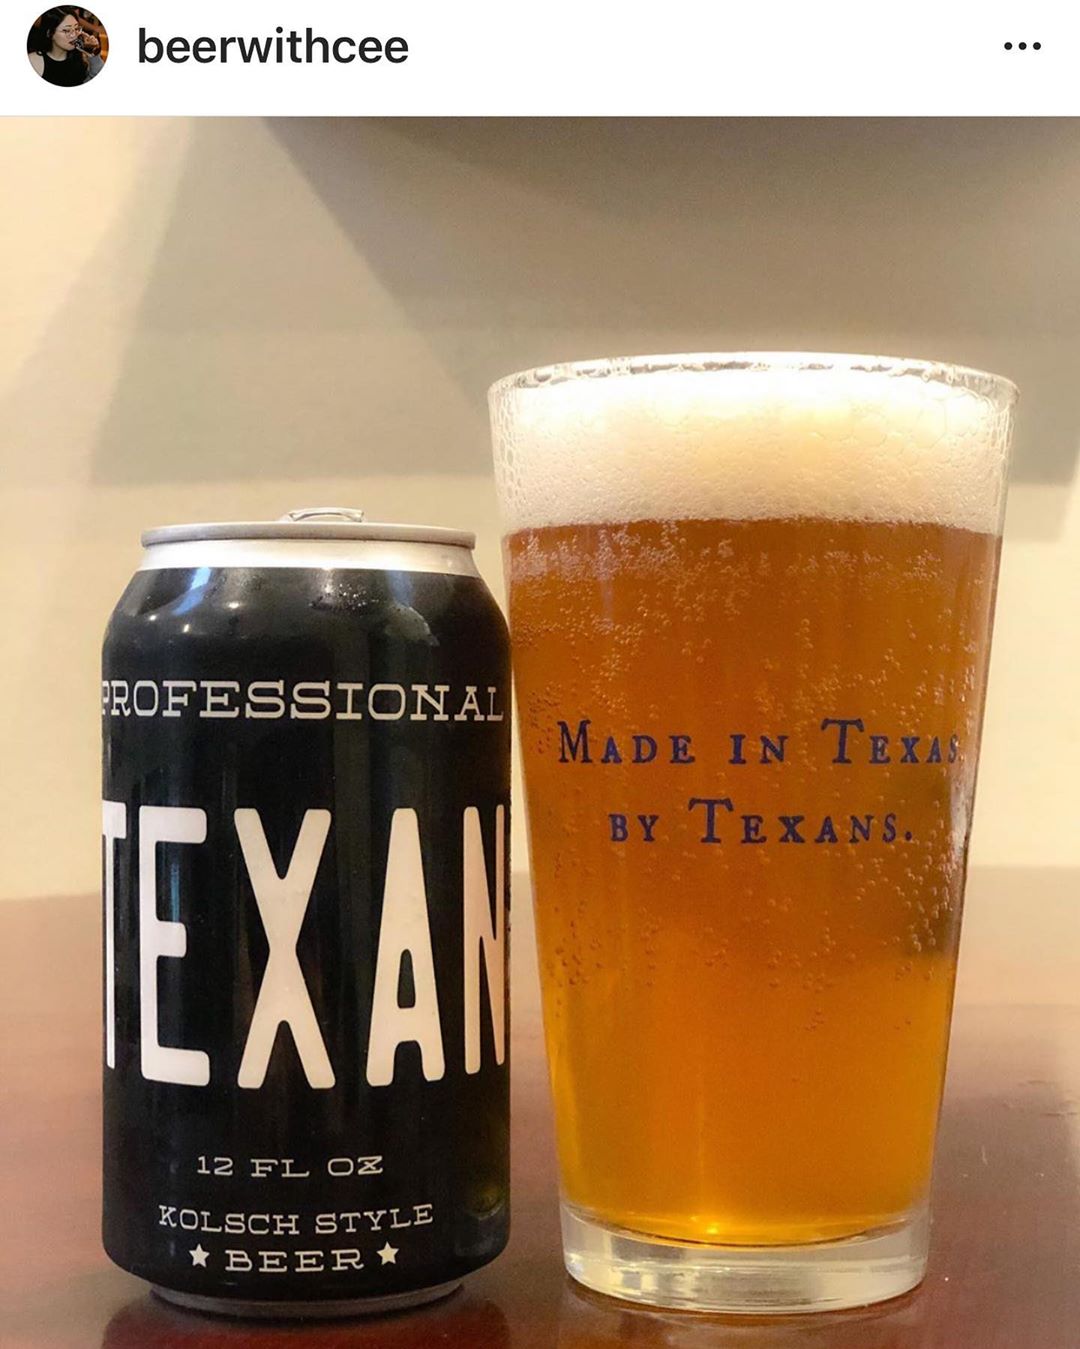 beerwithcee
PROFESSIONAL
TEXAN
12 FL OZ
KOLSCH STYLE
BEER
MADE IN TEXAS
BY TEXANS.